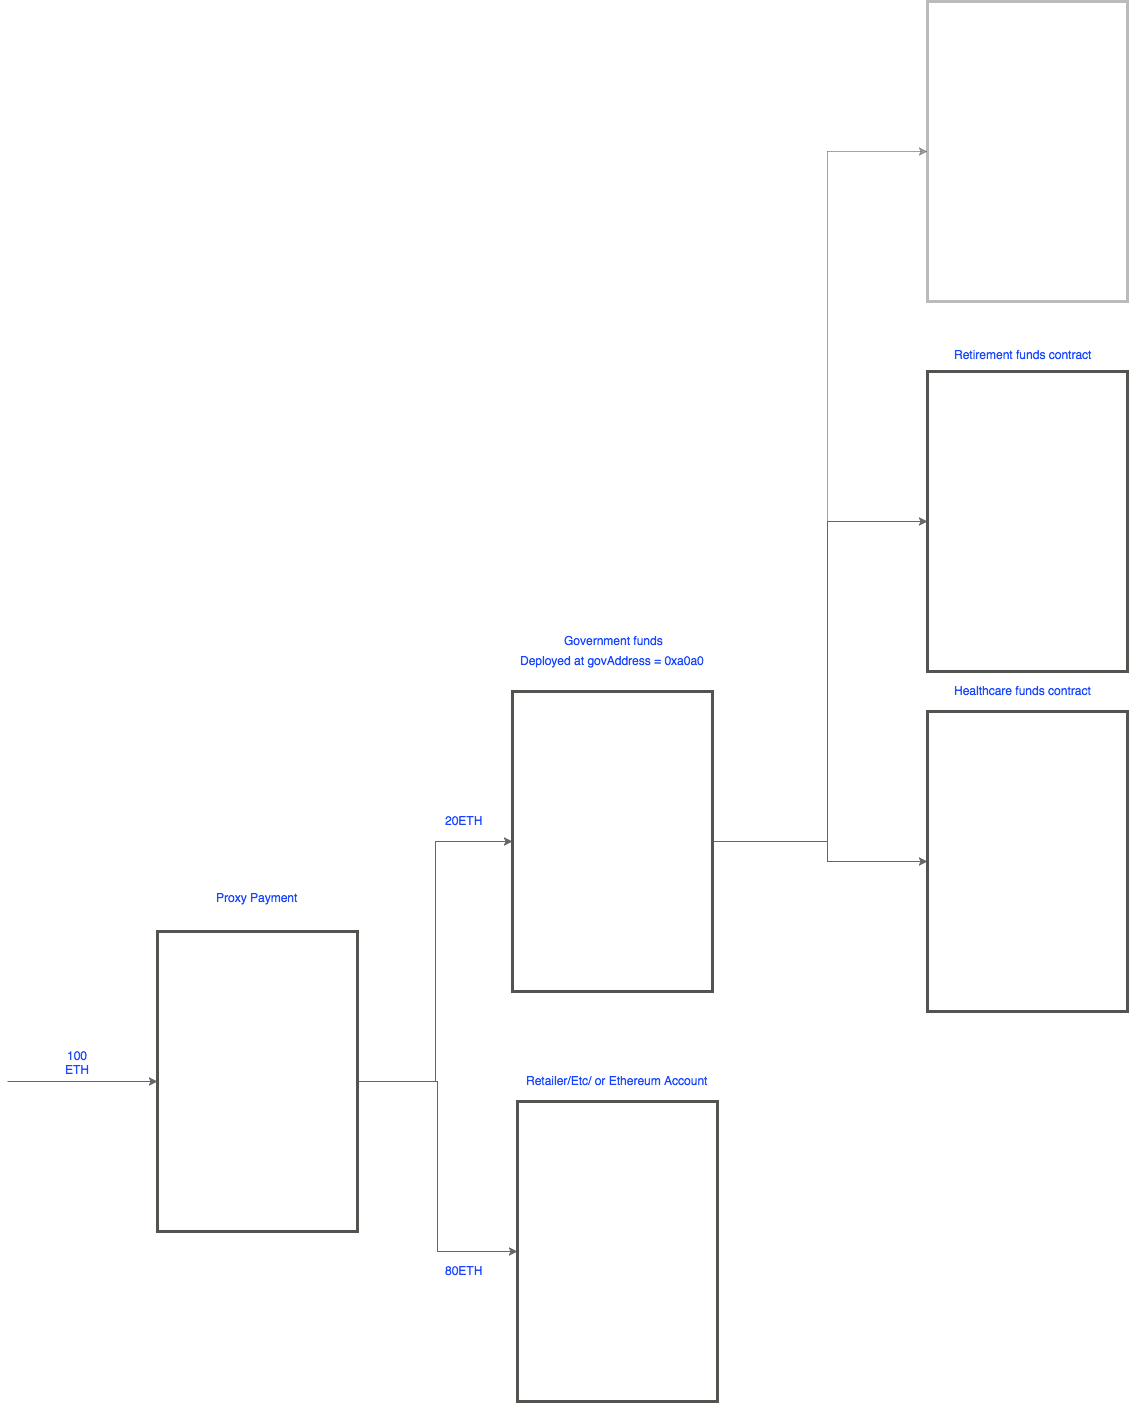 Retirement funds contract
Government funds
Deployed at govAddress = 0xa0a0
Healthcare funds contract
20ETH
Proxy Payment
100
ETH
Retailer/Etc/ or Ethereum Account
80ETH